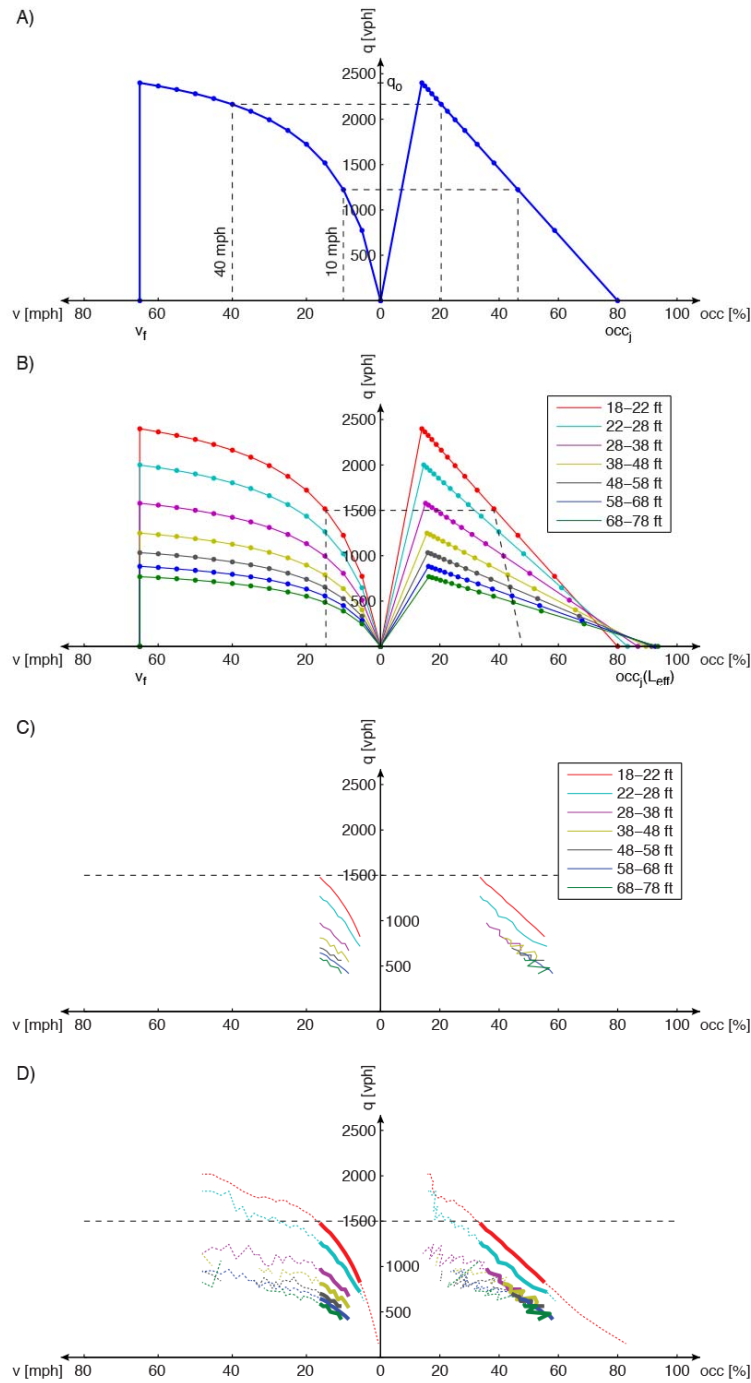 A)
q [vph]
2500
q_o
2000
1500
1000
500
40 mph
10 mph
v [mph] 80 60 40 20 0 20 40 60 80 100 occ [%]
v_f
occ_j
B)
q [vph]
2500
2000
1500
1000
500
18–22 ft
22–28 ft
28–38 ft
38–48 ft
48–58 ft
58–68 ft
68–78 ft
v [mph] 80 60 40 20 0 20 40 60 80 100 occ [%]
v_f
occ_j(L_eff)
C)
q [vph]
2500
2000
1500
1000
500
18–22 ft
22–28 ft
28–38 ft
38–48 ft
48–58 ft
58–68 ft
68–78 ft
v [mph] 80 60 40 20 0 20 40 60 80 100 occ [%]
D)
q [vph]
2500
2000
1500
1000
500
v [mph] 80 60 40 20 0 20 40 60 80 100 occ [%]